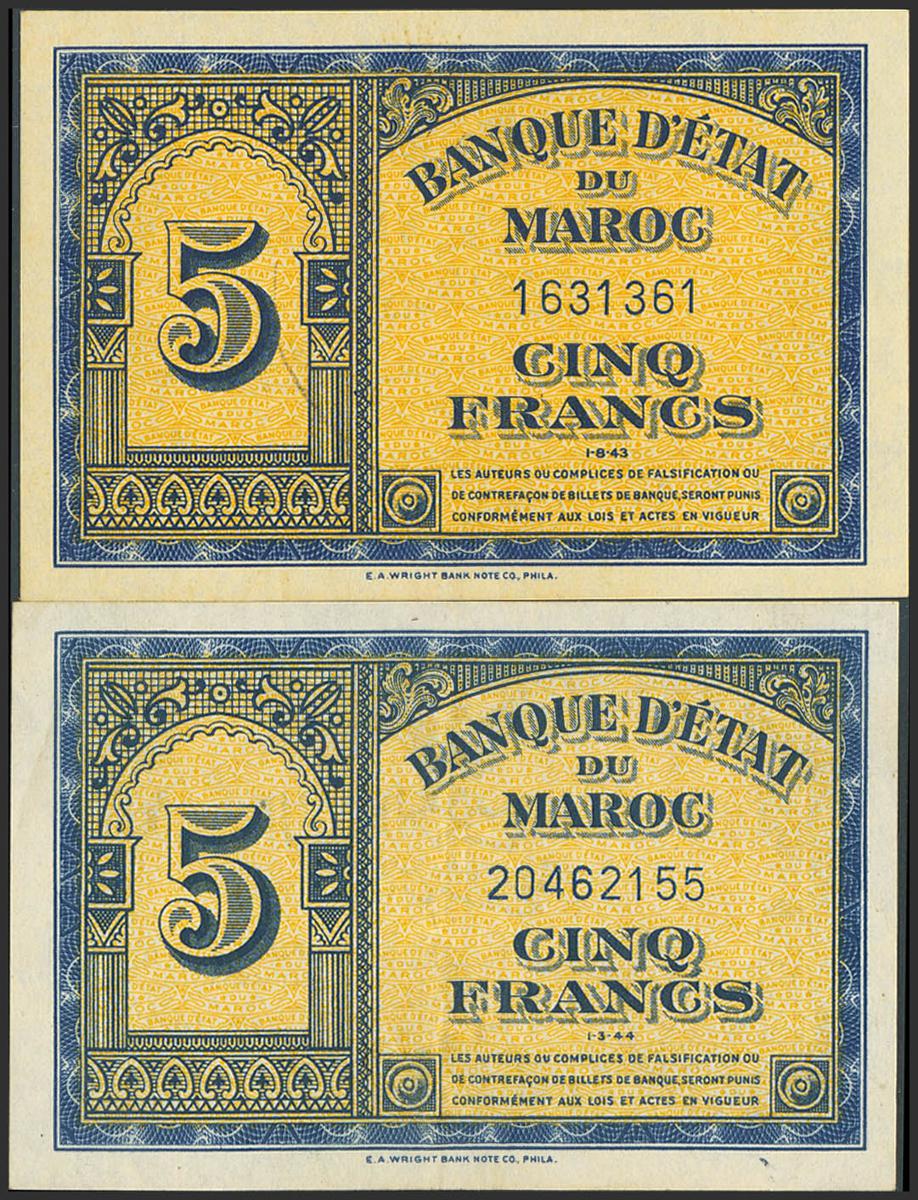 5
BANQUE D'ÉTAT
DU
MAROC
1631361
CINQ
FRANCS
1-8-43
LES AUTEURS OU COMPLICES DE FALSIFICATION OU
DE CONTREFAÇON DE BILLETS DE BANQUE, SERONT PUNIS
CONFORMÉMENT AUX LOIS ET ACTES EN VIGUEUR
E.A.WRIGHT BANK NOTE CO., PHILA.
5
BANQUE D'ÉTAT
DU
MAROC
20462155
CINQ
FRANCS
1-3-44
LES AUTEURS OU COMPLICES DE FALSIFICATION OU
DE CONTREFAÇON DE BILLETS DE BANQUE, SERONT PUNIS
CONFORMÉMENT AUX LOIS ET ACTES EN VIGUEUR
E.A.WRIGHT BANK NOTE CO., PHILA.